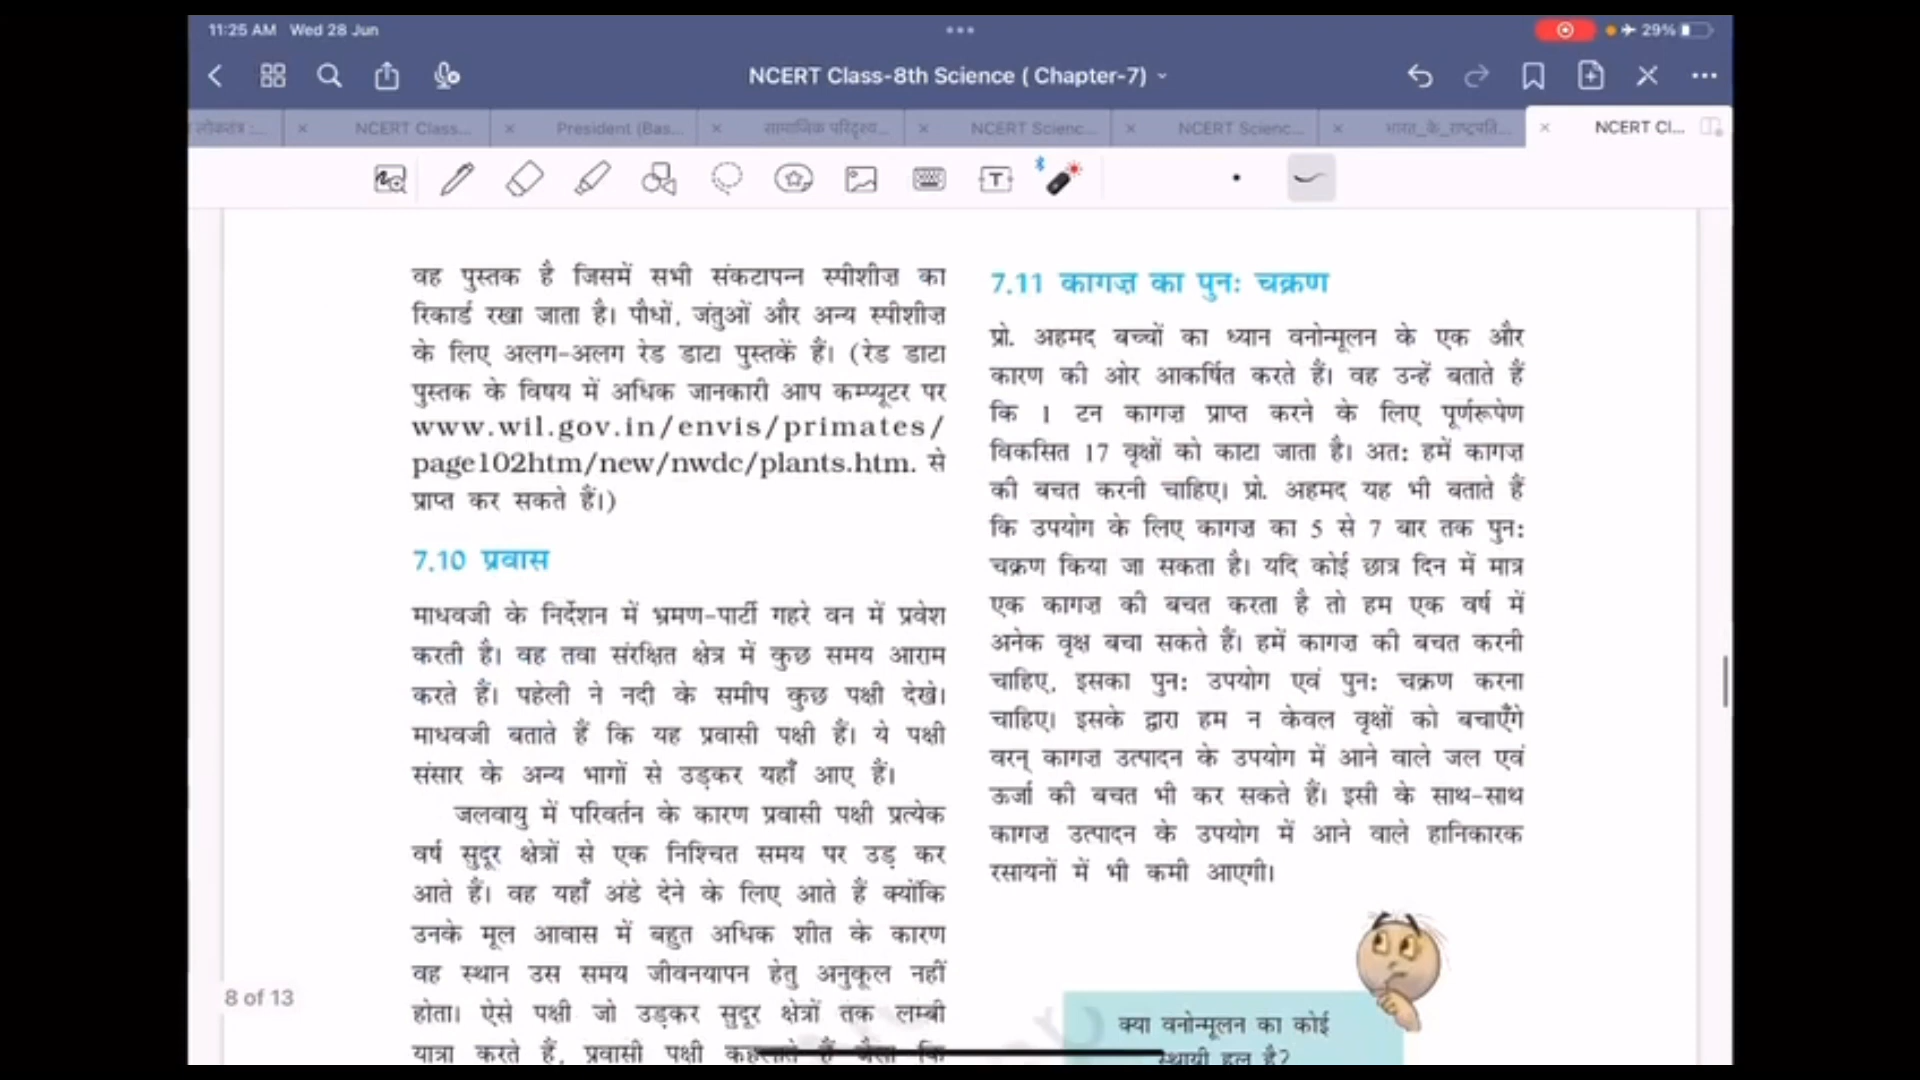 11:25 AM Wed 28 Jun
29%
NCERT Class-8th Science ( Chapter-7)
लोकतंत्र :...
NCERT Class...
President (Bas...
सामाजिक परिदृश्य...
NCERT Scienc...
NCERT Scienc...
भारत_के_राष्ट्रपति...
NCERT Cl...
वह पुस्तक है जिसमें सभी संकटापन्न स्पीशीज़ का
रिकार्ड रखा जाता है। पौधों, जंतुओं और अन्य स्पीशीज़
के लिए अलग-अलग रेड डाटा पुस्तकें हैं। (रेड डाटा
पुस्तक के विषय में अधिक जानकारी आप कम्प्यूटर पर
www.wil.gov.in/envis/primates/
page102htm/new/nwdc/plants.htm. से
प्राप्त कर सकते हैं।)
7.10 प्रवास
माधवजी के निर्देशन में भ्रमण-पार्टी गहरे वन में प्रवेश
करती है। वह तवा संरक्षित क्षेत्र में कुछ समय आराम
करते हैं। पहेली ने नदी के समीप कुछ पक्षी देखे।
माधवजी बताते हैं कि यह प्रवासी पक्षी हैं। ये पक्षी
संसार के अन्य भागों से उड़कर यहाँ आए हैं।
जलवायु में परिवर्तन के कारण प्रवासी पक्षी प्रत्येक
वर्ष सुदूर क्षेत्रों से एक निश्चित समय पर उड़ कर
आते हैं। वह यहाँ अंडे देने के लिए आते हैं क्योंकि
उनके मूल आवास में बहुत अधिक शीत के कारण
वह स्थान उस समय जीवनयापन हेतु अनुकूल नहीं
होता। ऐसे पक्षी जो उड़कर सुदूर क्षेत्रों तक लम्बी
यात्रा करते हैं, प्रवासी पक्षी कहलाते हैं जैसा कि
7.11 कागज़ का पुनः चक्रण
प्रो. अहमद बच्चों का ध्यान वनोन्मूलन के एक और
कारण की ओर आकर्षित करते हैं। वह उन्हें बताते हैं
कि 1 टन कागज़ प्राप्त करने के लिए पूर्णरूपेण
विकसित 17 वृक्षों को काटा जाता है। अतः हमें कागज़
की बचत करनी चाहिए। प्रो. अहमद यह भी बताते हैं
कि उपयोग के लिए कागज़ का 5 से 7 बार तक पुनः
चक्रण किया जा सकता है। यदि कोई छात्र दिन में मात्र
एक कागज़ की बचत करता है तो हम एक वर्ष में
अनेक वृक्ष बचा सकते हैं। हमें कागज़ की बचत करनी
चाहिए, इसका पुनः उपयोग एवं पुनः चक्रण करना
चाहिए। इसके द्वारा हम न केवल वृक्षों को बचाएँगे
वरन् कागज़ उत्पादन के उपयोग में आने वाले जल एवं
ऊर्जा की बचत भी कर सकते हैं। इसी के साथ-साथ
कागज़ उत्पादन के उपयोग में आने वाले हानिकारक
रसायनों में भी कमी आएगी।
क्या वनोन्मूलन का कोई
स्थायी हल है?
8 of 13